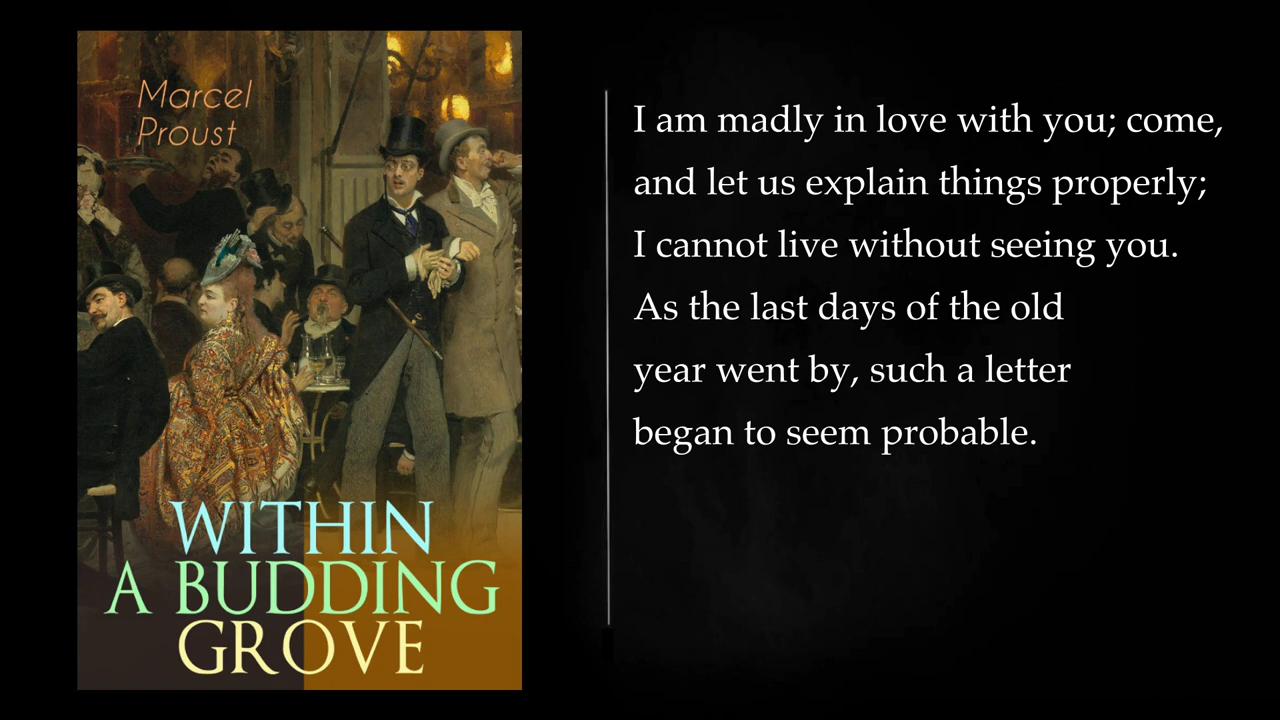 Marcel
Proust
WITHIN
A BUDDING
GROVE
I am madly in love with you; come,
and let us explain things properly;
I cannot live without seeing you.
As the last days of the old
year went by, such a letter
began to seem probable.